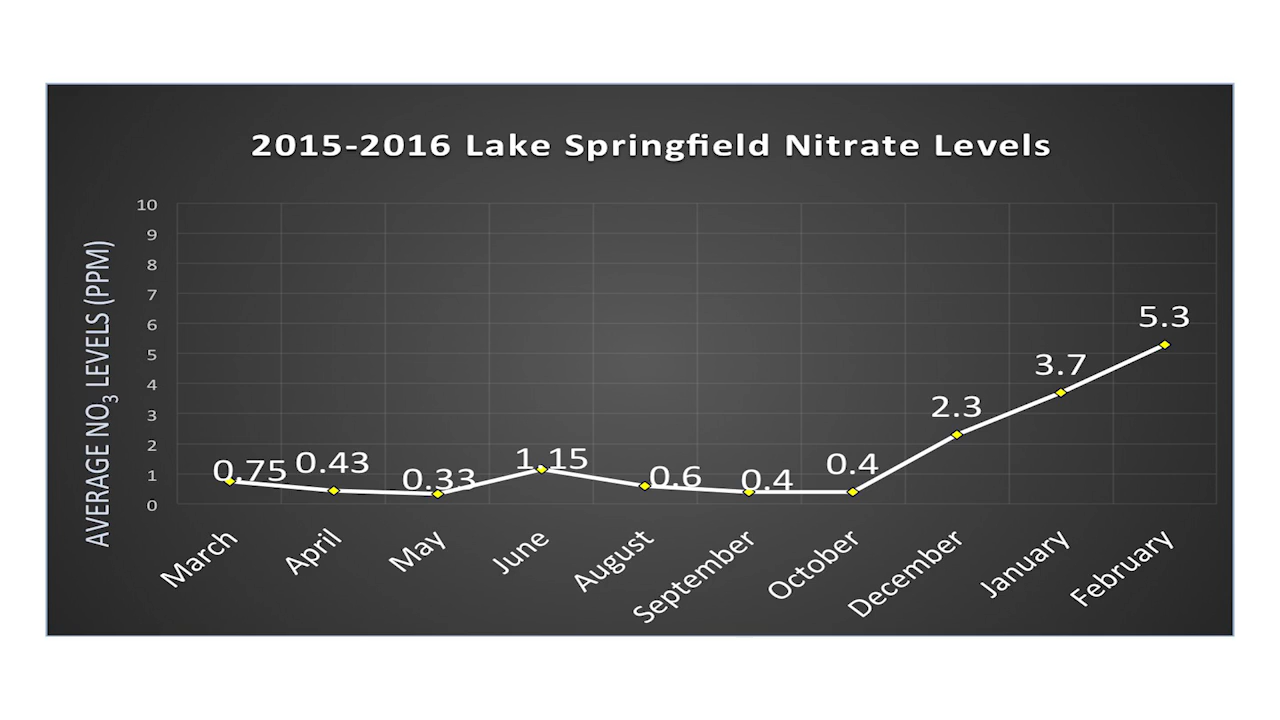 2015-2016 Lake Springfield Nitrate Levels
AVERAGE NO₃ LEVELS (PPM)
10
9
8
7
6
5
4
3
2
1
0
0.75
0.43
0.33
1.15
0.6
0.4
0.4
2.3
3.7
5.3
March
April
May
June
August
September
October
December
January
February